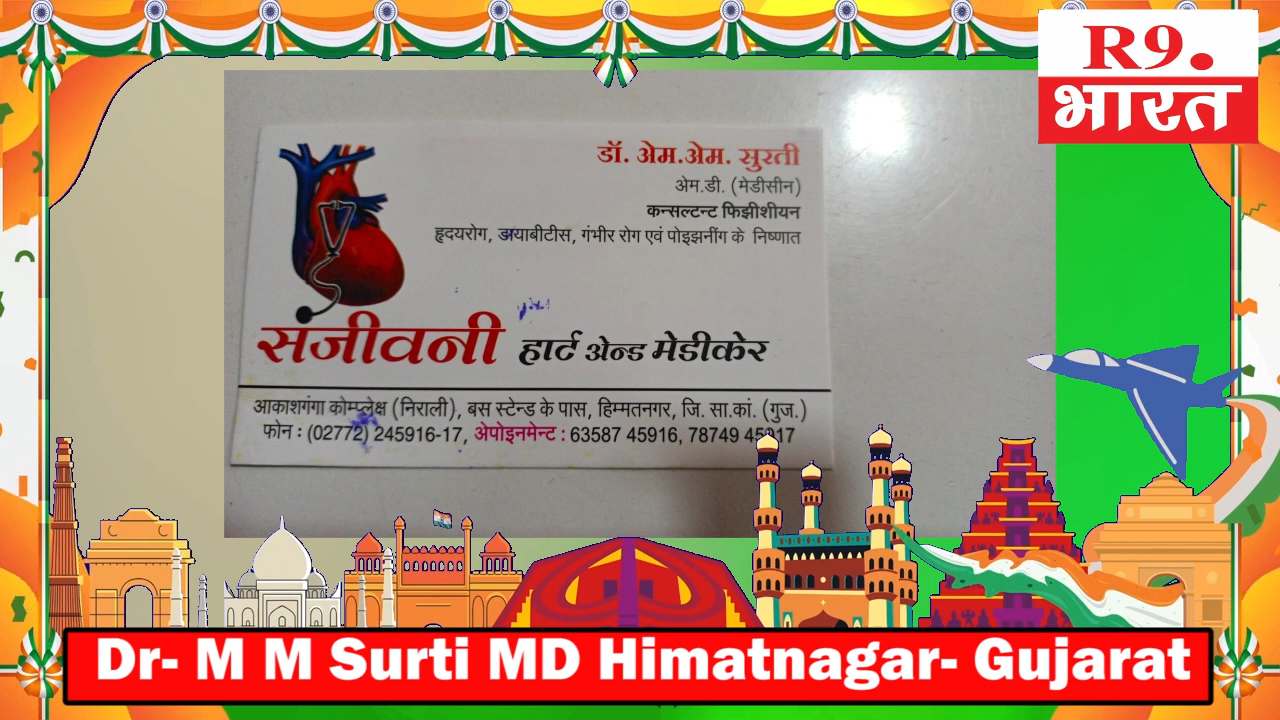 R9.
भारत
डॉ. अेम.अेम. सुरती
अेम.डी. (मेडीसीन)
कन्सल्टन्ट फिझीशीयन
हृदयरोग, डायाबीटीस, गंभीर रोग एवं पोइझनींग के निष्णात
संजीवनी हार्ट अेन्ड मेडीकेर
आकाशगंगा कोम्प्लेक्ष (निराली), बस स्टेन्ड के पास, हिम्मतनगर, जि. सा.कां. (गुज.)
फोन : (02772) 245916-17, अेपोइनमेन्ट : 63587 45916, 78749 45917
Dr- M M Surti MD Himatnagar- Gujarat